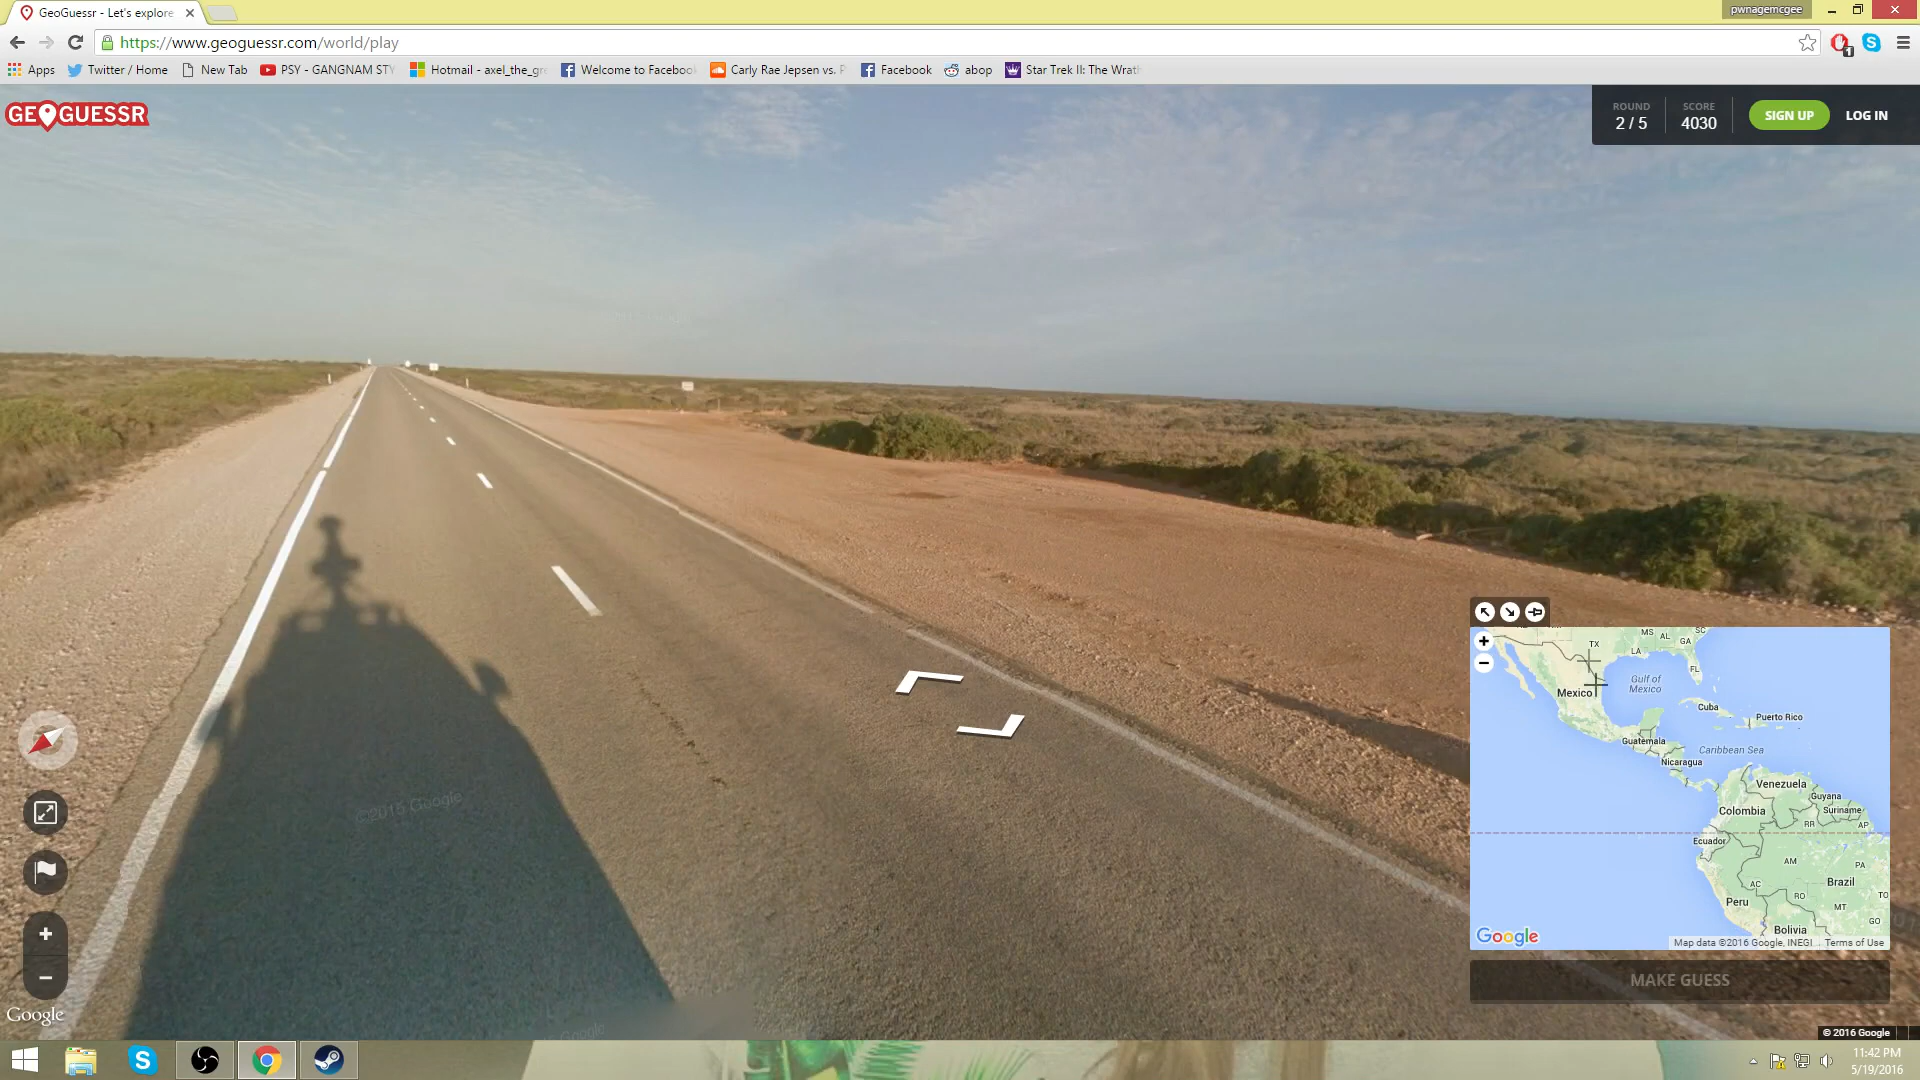 GeoGuessr - Let's explore
pwnagemcgee
https://www.geoguessr.com/world/play
1
Apps
Twitter / Home
New Tab
PSY - GANGNAM STY
Hotmail - axel_the_gr
Welcome to Facebook
Carly Rae Jepsen vs. P
Facebook
abop
Star Trek II: The Wrath
GEOGUESSR
ROUND
2 / 5
SCORE
4030
SIGN UP
LOG IN
MS
SC
AL
TX
GA
LA
FL
Gulf of
Mexico
Mexico
Cuba
Puerto Rico
Guatemala
Caribbean Sea
Nicaragua
Venezuela
Guyana
Colombia
Suriname
RR
AP
Ecuador
AM
PA
AC
Brazil
RO
TO
Peru
MT
GO
Bolivia
Google
Map data ©2016 Google, INEGI
Terms of Use
©2015 Google
MAKE GUESS
Google
Google
© 2016 Google
11:42 PM
5/19/2016